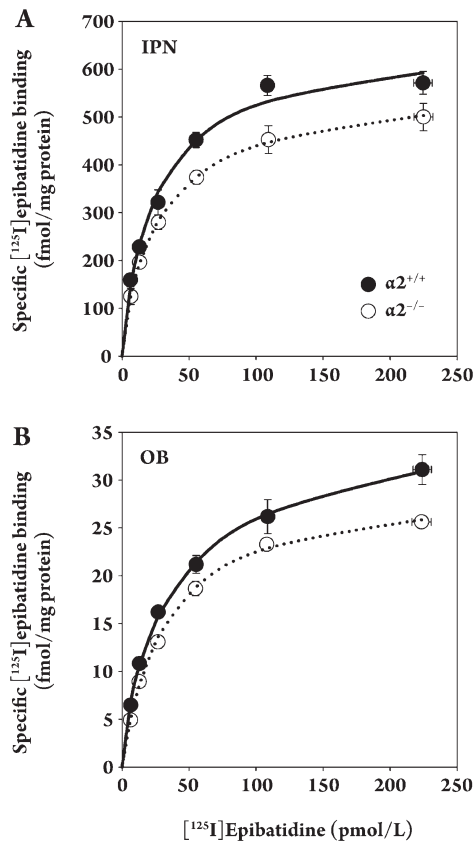 A
IPN
700
600
500
400
300
200
100
0
Specific [¹²⁵I]epibatidine binding
(fmol/mg protein)
α2⁺/⁺
α2⁻/⁻
0 50 100 150 200 250
B
OB
35
30
25
20
15
10
5
0
Specific [¹²⁵I]epibatidine binding
(fmol/mg protein)
0 50 100 150 200 250
[¹²⁵I]Epibatidine (pmol/L)